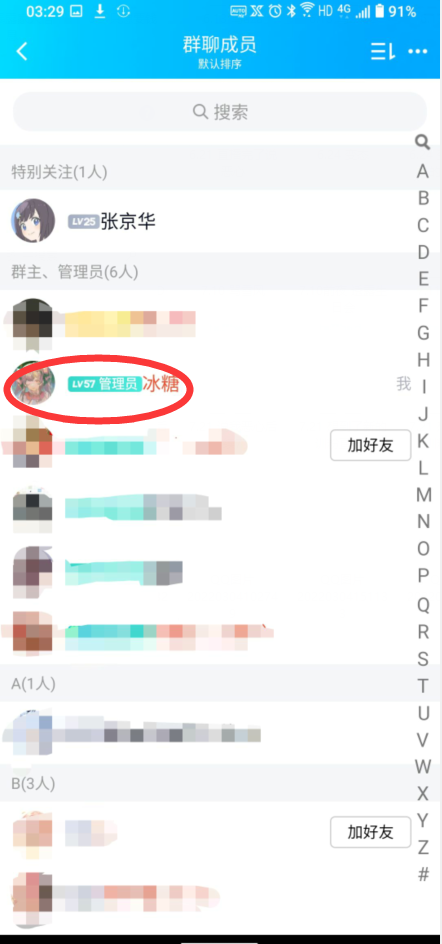 03:29 HD 4G 91%
群聊成员
默认排序
搜索
特别关注(1人)
LV25 张京华
群主、管理员(6人)
LV57 管理员 冰糖 我
加好友
A(1人)
B(3人)
加好友
A
B
C
D
E
F
G
H
I
J
K
L
M
N
O
P
Q
R
S
T
U
V
W
X
Y
Z
#